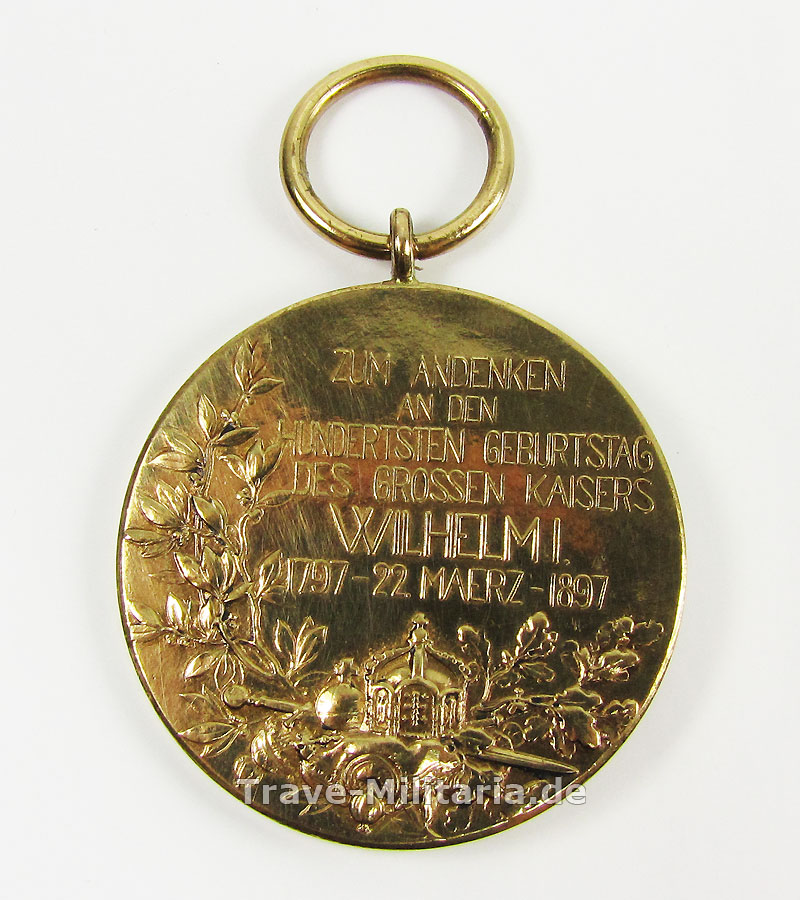 ZUM ANDENKEN
AN DEN
HUNDERTSTEN GEBURTSTAG
DES GROSSEN KAISERS
WILHELM I.
1797 - 22. MAERZ - 1897
Trave-Militaria.de